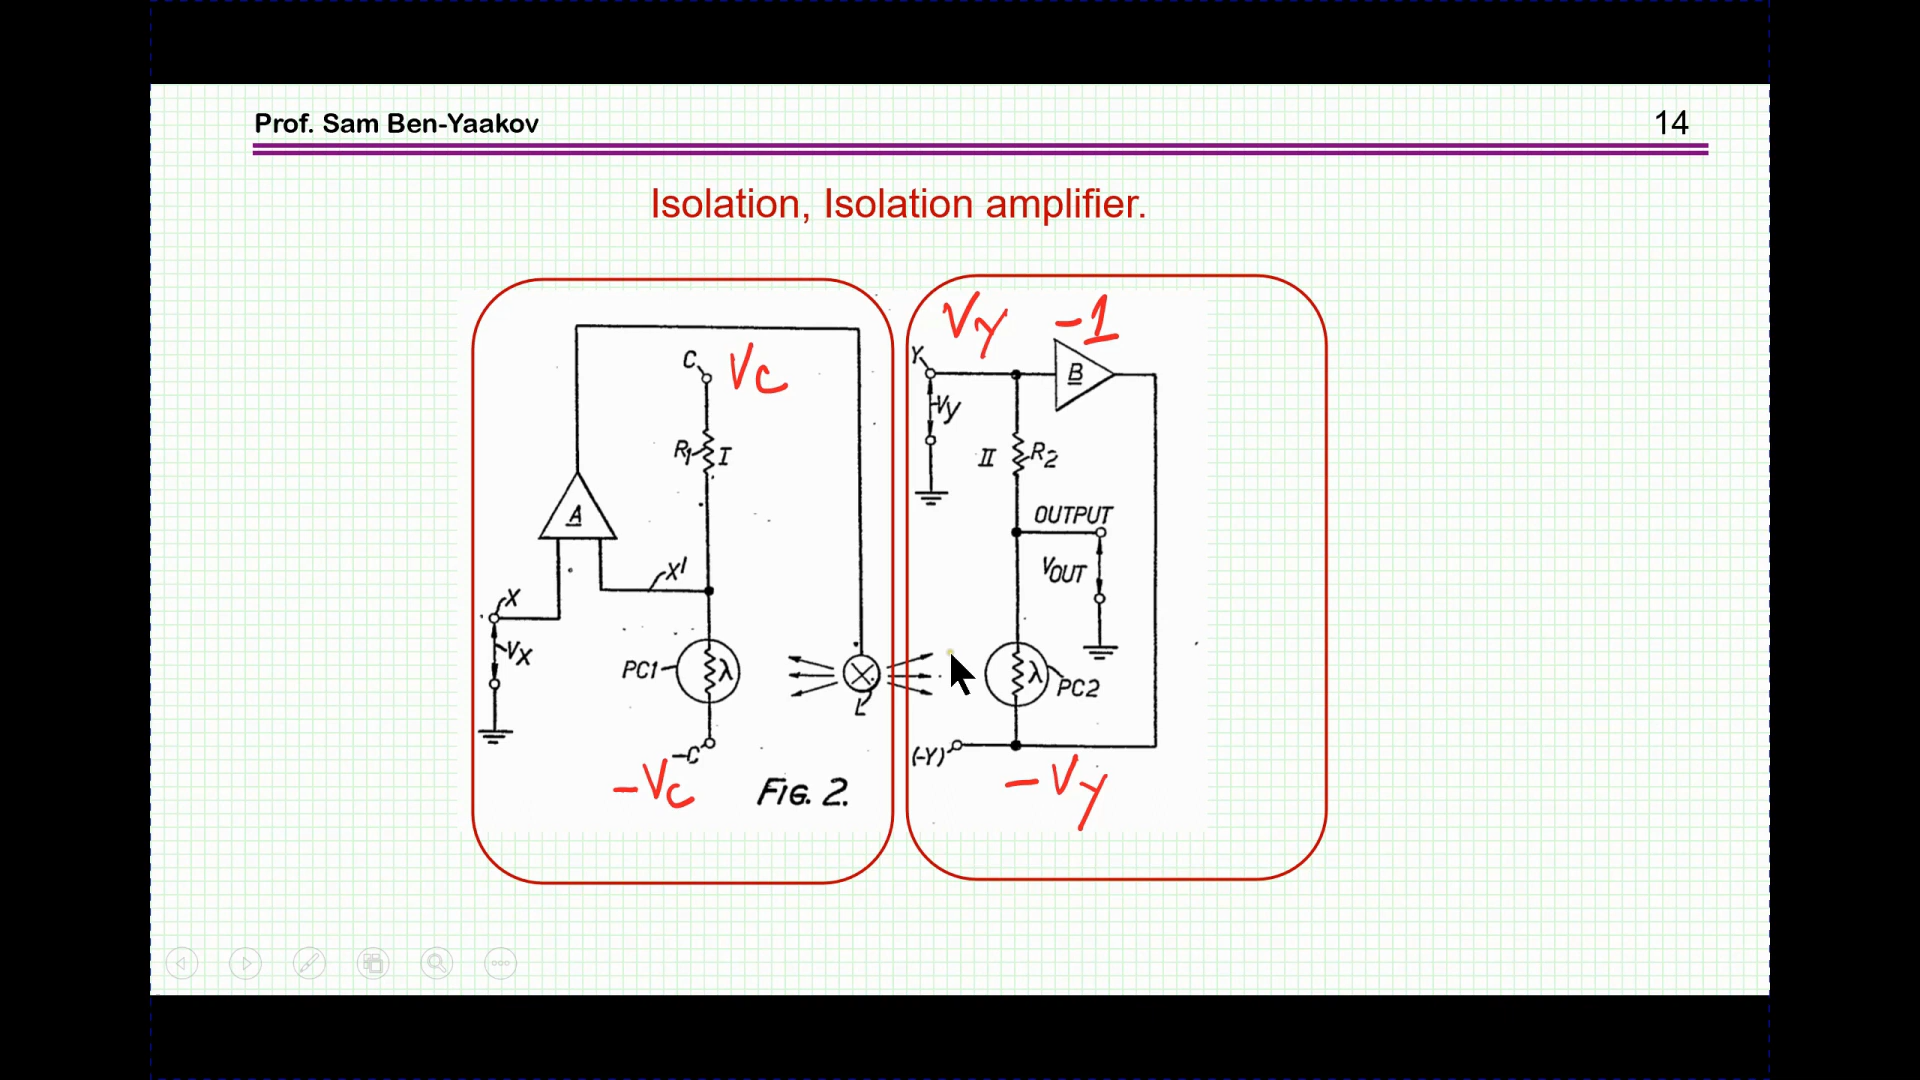 Prof. Sam Ben-Yaakov
14
Isolation, Isolation amplifier.
C
Vc
R1
I
A
X'
X
Vx
PC1
λ
L
-C
-Vc
FIG. 2.
Vy
-1
Y
B
Vy
II
R2
OUTPUT
VOUT
λ
PC2
(-Y)
-Vy